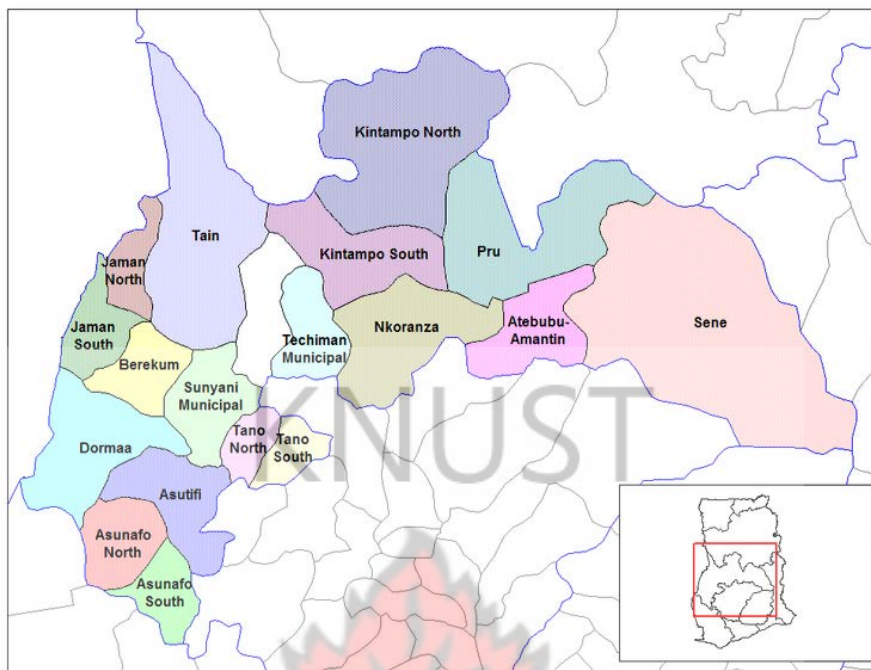 Kintampo North
Tain
Jaman
North
Kintampo South
Pru
Jaman
South
Techiman
Municipal
Nkoranza
Atebubu-
Amantin
Sene
Berekum
Sunyani
Municipal
Dormaa
Tano
North
Tano
South
Asutifi
Asunafo
North
Asunafo
South
KNUST